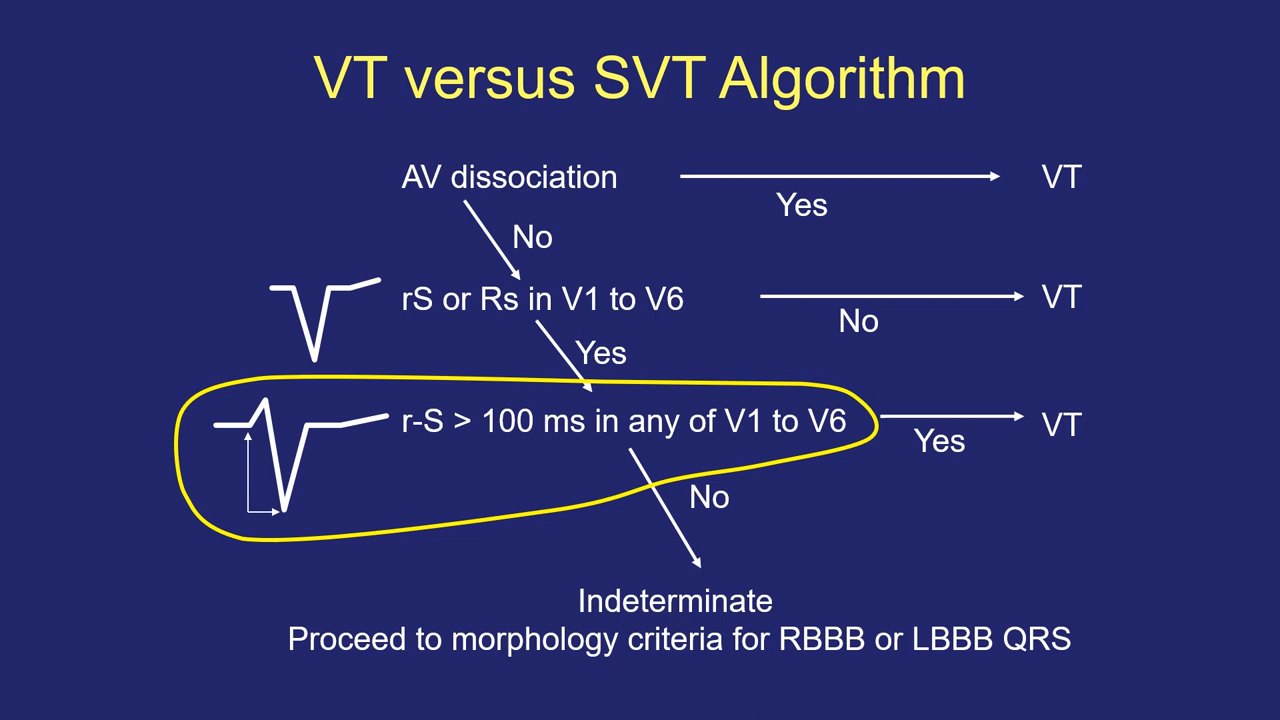 VT versus SVT Algorithm
AV dissociation
VT
Yes
No
rS or Rs in V1 to V6
VT
No
Yes
r-S > 100 ms in any of V1 to V6
VT
Yes
No
Indeterminate
Proceed to morphology criteria for RBBB or LBBB QRS